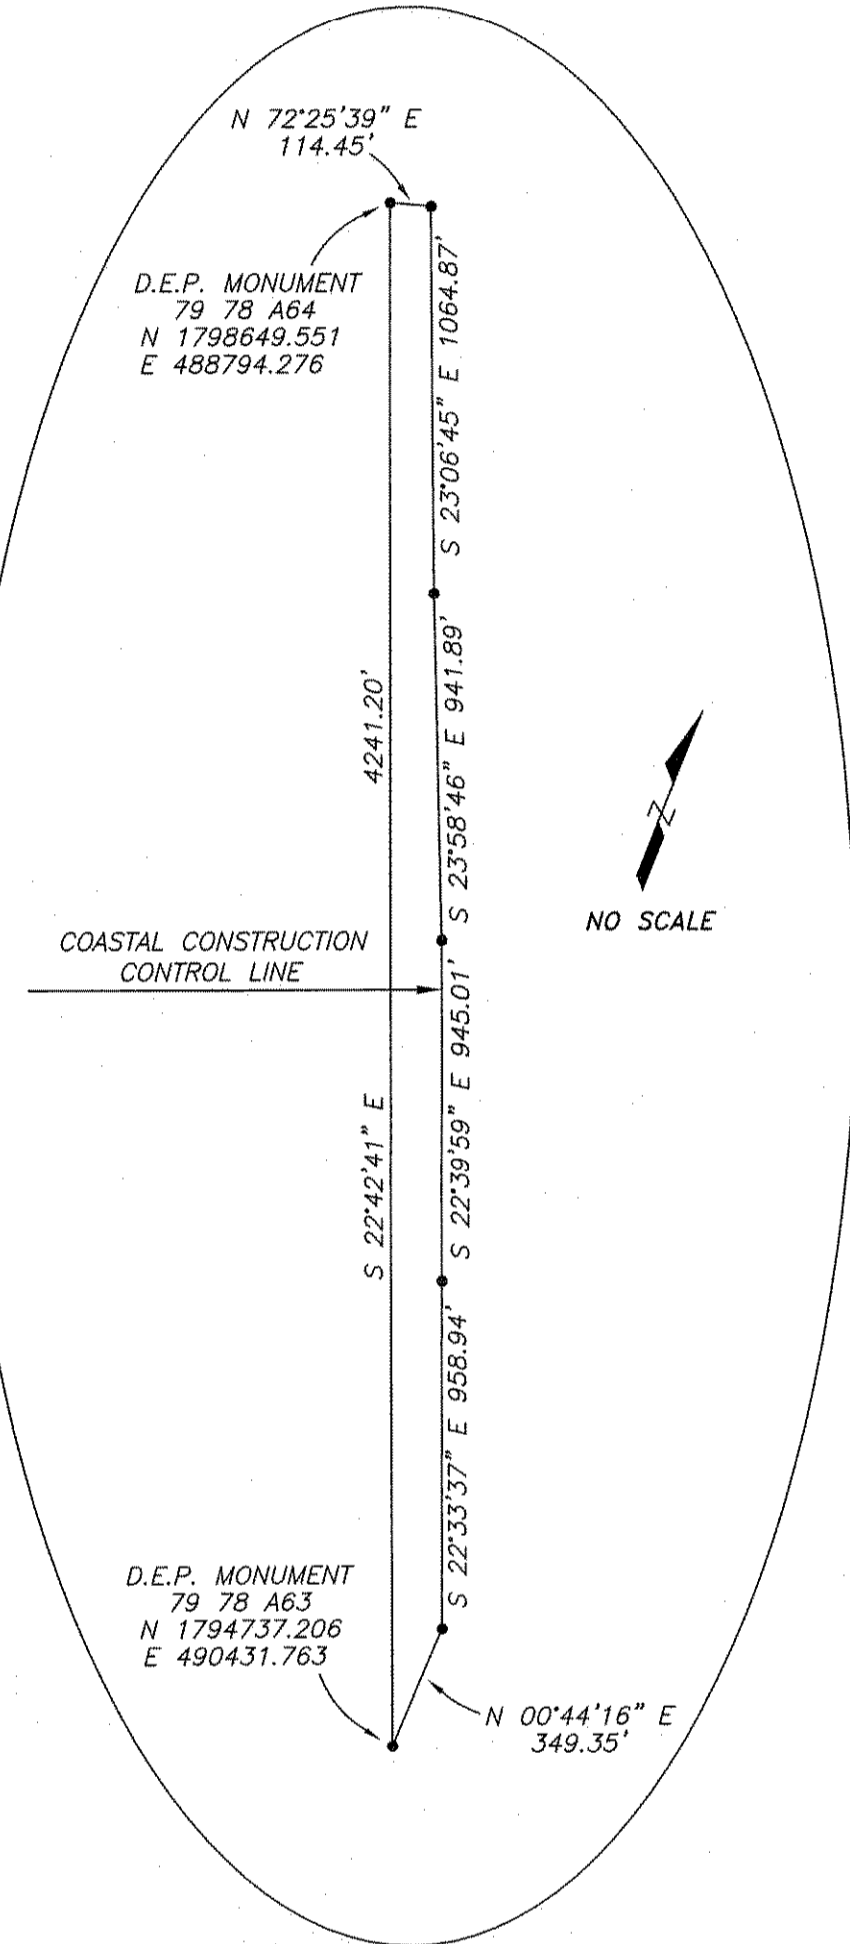 N 72°25'39" E
114.45'
D.E.P. MONUMENT
79 78 A64
N 1798649.551
E 488794.276
S 23°06'45" E 1064.87'
4241.20'
S 23°58'46" E 941.89'
Z
NO SCALE
COASTAL CONSTRUCTION
CONTROL LINE
S 22°42'41" E
S 22°39'59" E 945.01'
S 22°33'37" E 958.94'
D.E.P. MONUMENT
79 78 A63
N 1794737.206
E 490431.763
N 00°44'16" E
349.35'